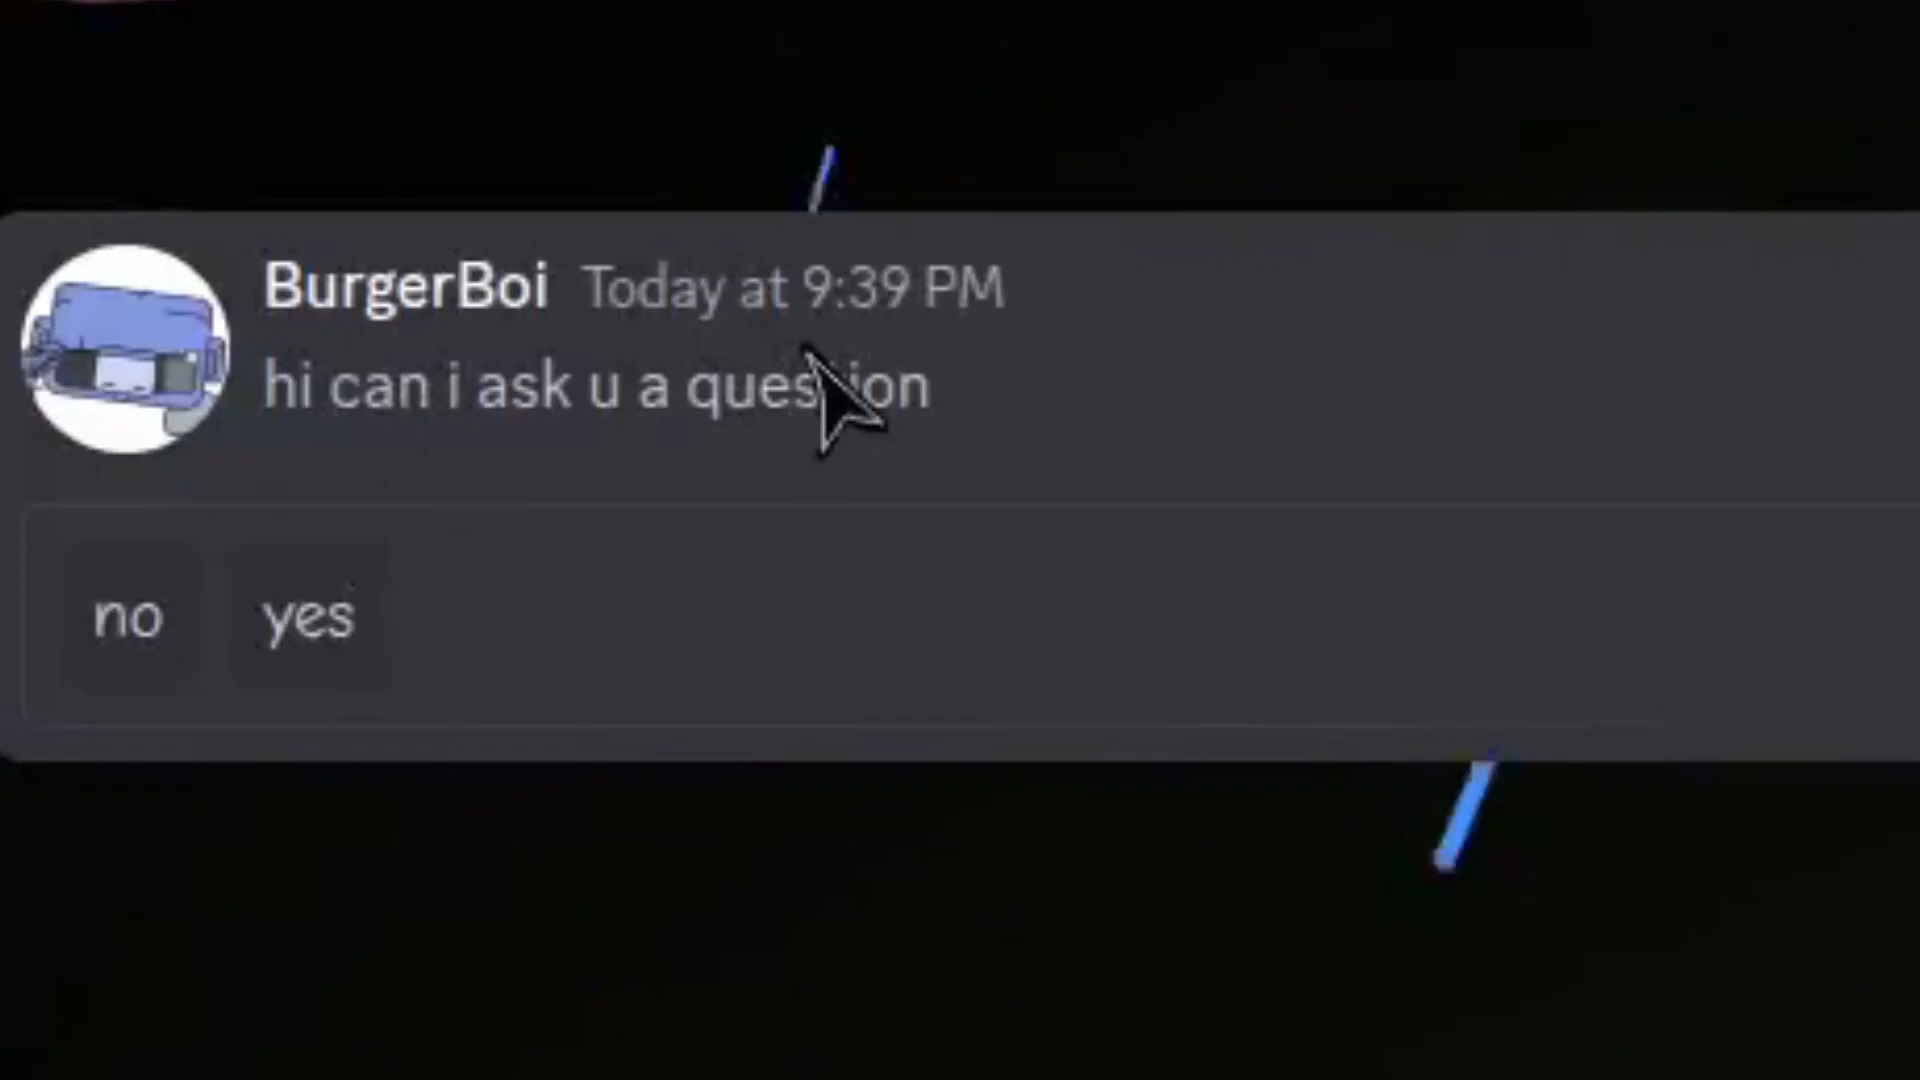 BurgerBoi Today at 9:39 PM
hi can i ask u a question
no yes